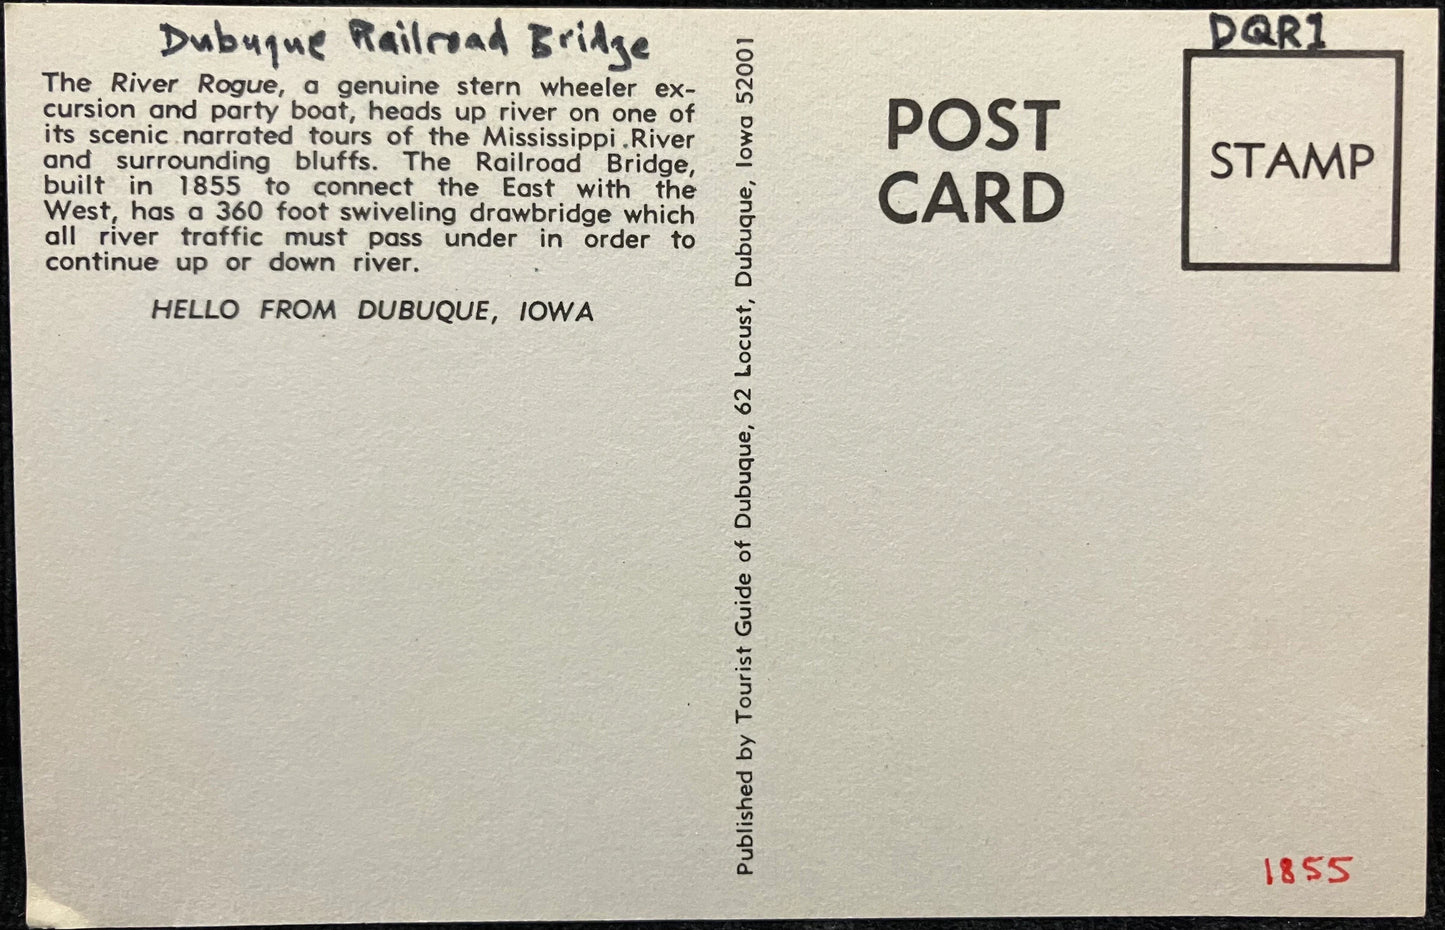 Dubuque Railroad Bridge
The River Rogue, a genuine stern wheeler ex-
cursion and party boat, heads up river on one of
its scenic narrated tours of the Mississippi River
and surrounding bluffs. The Railroad Bridge,
built in 1855 to connect the East with the
West, has a 360 foot swiveling drawbridge which
all river traffic must pass under in order to
continue up or down river.
HELLO FROM DUBUQUE, IOWA
Published by Tourist Guide of Dubuque, 62 Locust, Dubuque, Iowa 52001
POST
CARD
DQR1
STAMP
1855